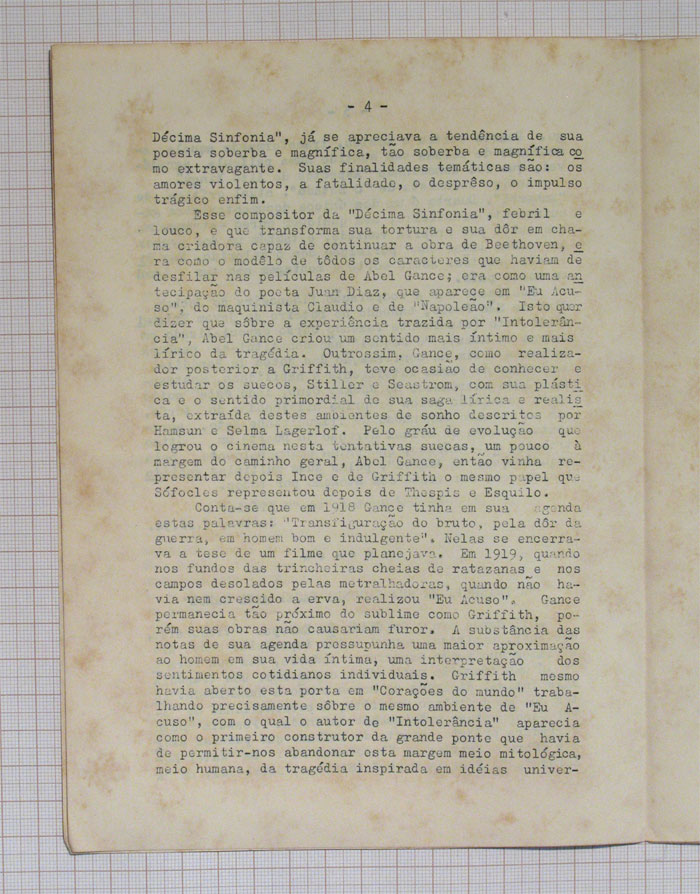 - 4 -
Décima Sinfonia", já se apreciava a tendência de sua
poesia soberba e magnífica, tão soberba e magnífica co
mo extravagante. Suas finalidades temáticas são: os
amores violentos, a fatalidade, o desprêso, o impulso
trágico enfim.
Esse compositor da "Décima Sinfonia", febril e
louco, e que transforma sua tortura e sua dôr em cha-
ma criadora capaz de continuar a obra de Beethoven, e
ra como o modêlo de tôdos os caracteres que haviam de
desfilar nas películas de Abel Gance; era como uma an
tecipação do poeta Juan Diaz, que aparece em "Eu Acu-
so", do maquinista Claudio e de "Napoleão". Isto quer
dizer que sôbre a experiência trazida por "Intolerân-
cia", Abel Gance criou um sentido mais íntimo e mais
lírico da tragédia. Outrossim, Gance, como realiza-
dor posterior a Griffith, teve ocasião de conhecer e
estudar os suecos, Stiller e Seastrom, com sua plásti
ca e o sentido primordial de sua saga lírica e realis
ta, extraída destes ambientes de sonho descritos por
Hamsun e Selma Lagerlof. Pelo gráu de evolução que
logrou o cinema nesta tentativas suecas, um pouco à
margem do caminho geral, Abel Gance, então vinha re-
presentar depois Ince e de Griffith o mesmo papel que
Sófocles representou depois de Thespis e Esquilo.
Conta-se que em 1918 Gance tinha em sua agenda
estas palavras: "Transfiguração do bruto, pela dôr da
guerra, em homem bom e indulgente". Nelas se encerra-
va a tese de um filme que planejava. Em 1919, quando
nos fundos das trincheiras cheias de ratazanas e nos
campos desolados pelas metralhadoras, quando não ha-
via nem crescido a erva, realizou "Eu Acuso". Gance
permanecia tão próximo do sublime como Griffith, po-
rém suas obras não causariam furor. A substância das
notas de sua agenda pressupunha uma maior aproximação
ao homem em sua vida íntima, uma interpretação dos
sentimentos cotidianos individuais. Griffith mesmo
havia aberto esta porta em "Corações do mundo" traba-
lhando precisamente sôbre o mesmo ambiente de "Eu A-
cuso", com o qual o autor de "Intolerância" aparecia
como o primeiro construtor da grande ponte que havia
de permitir-nos abandonar esta margem meio mitológica,
meio humana, da tragédia inspirada em idéias univer-